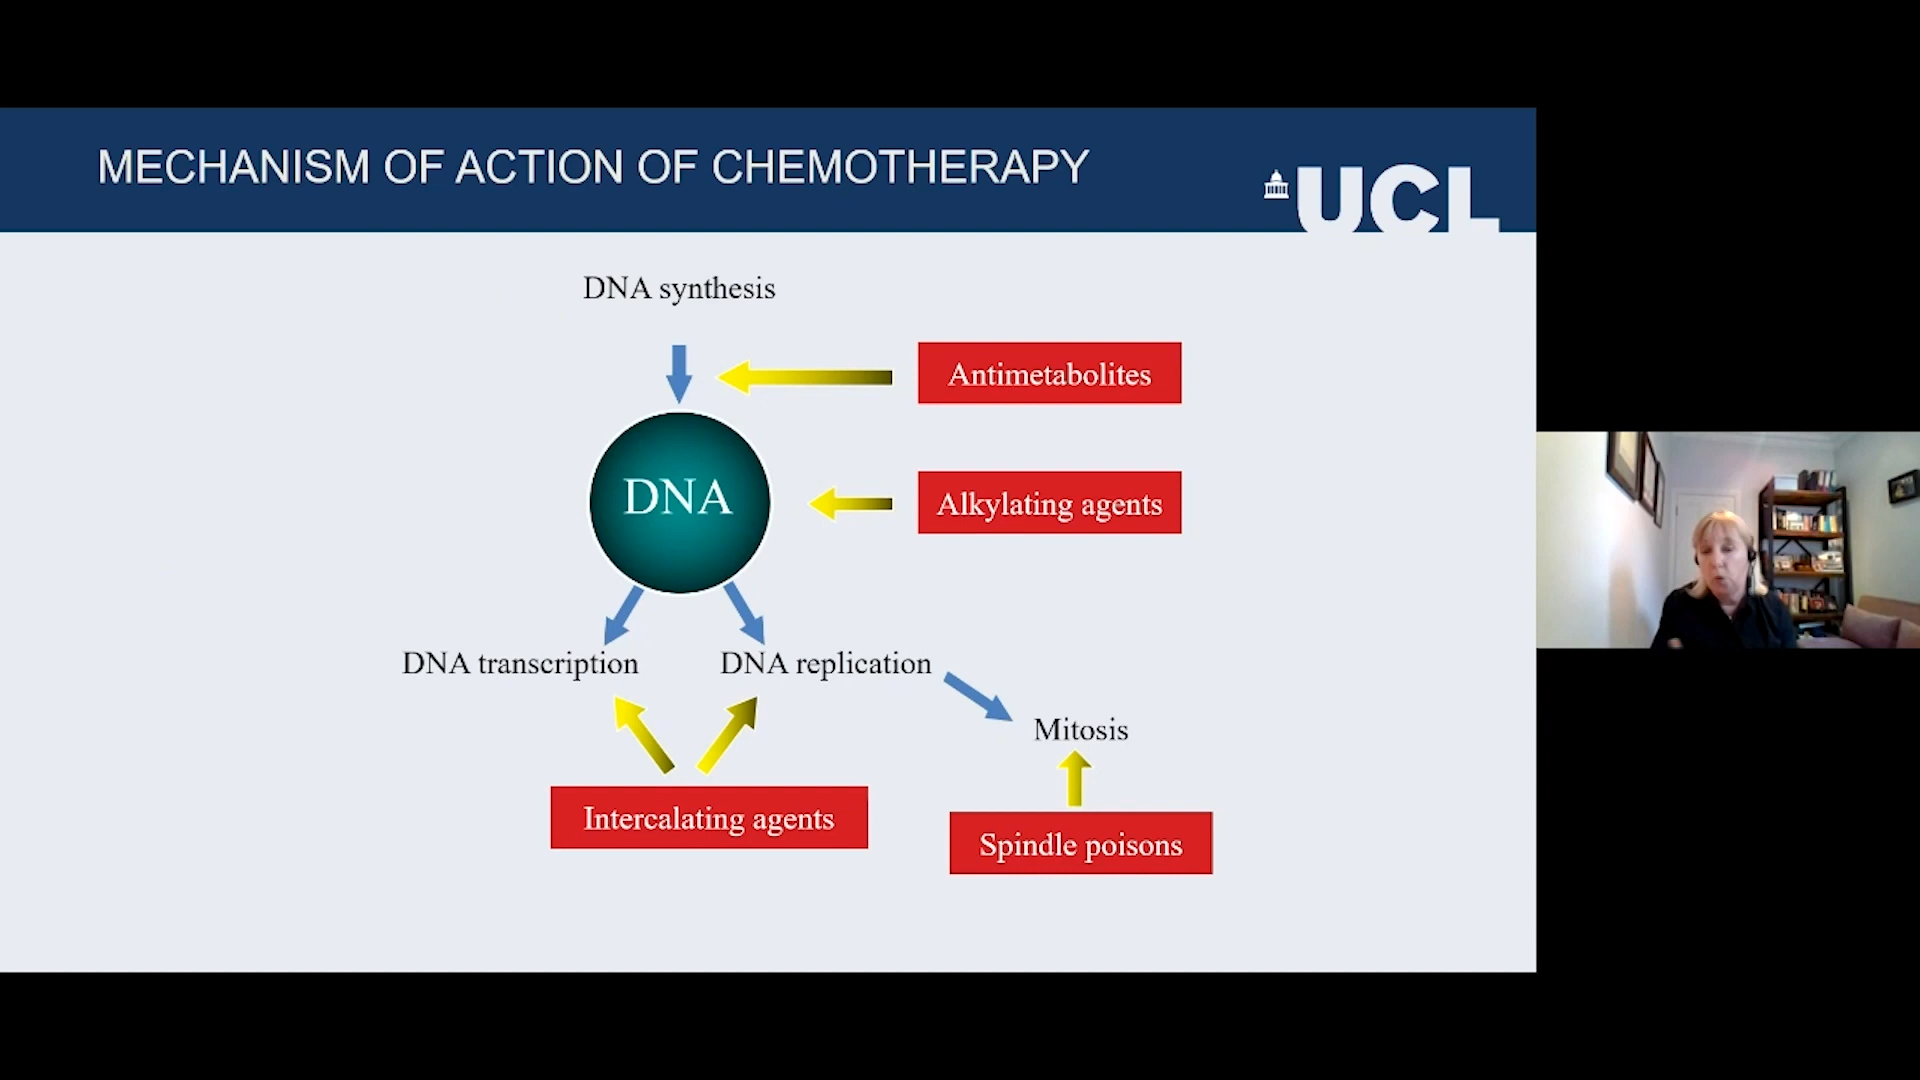 MECHANISM OF ACTION OF CHEMOTHERAPY
UCL
DNA synthesis
Antimetabolites
DNA
Alkylating agents
DNA transcription
DNA replication
Mitosis
Intercalating agents
Spindle poisons